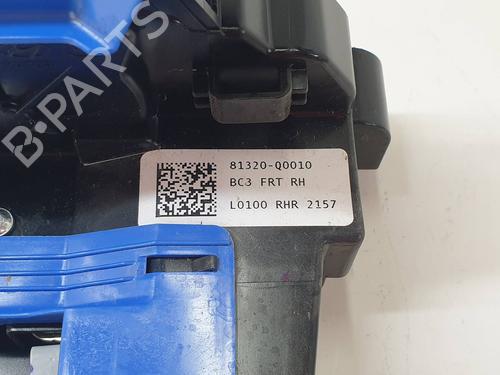 B-PARTS
81320-Q0010
BC3 FRT RH
L0100 RHR 2157